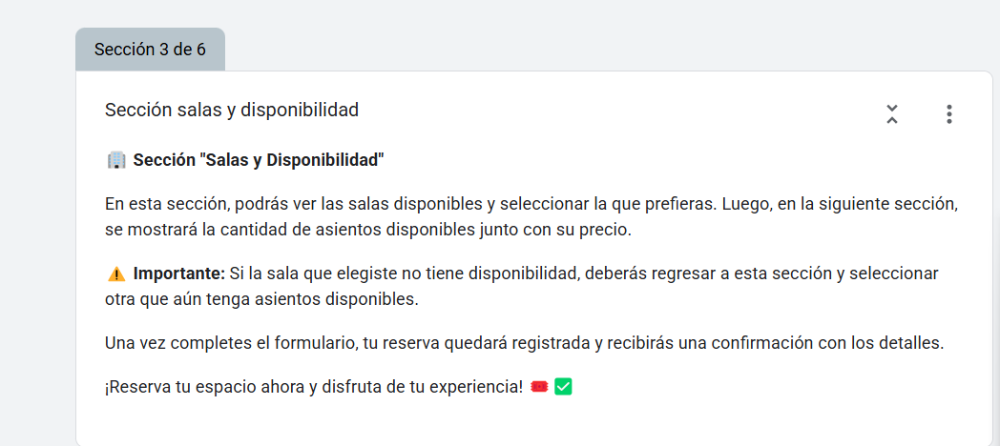 Sección 3 de 6
Sección salas y disponibilidad
🏢 Sección "Salas y Disponibilidad"
En esta sección, podrás ver las salas disponibles y seleccionar la que prefieras. Luego, en la siguiente sección,
se mostrará la cantidad de asientos disponibles junto con su precio.
⚠️ Importante: Si la sala que elegiste no tiene disponibilidad, deberás regresar a esta sección y seleccionar
otra que aún tenga asientos disponibles.
Una vez completes el formulario, tu reserva quedará registrada y recibirás una confirmación con los detalles.
¡Reserva tu espacio ahora y disfruta de tu experiencia! 🎟️ ✅